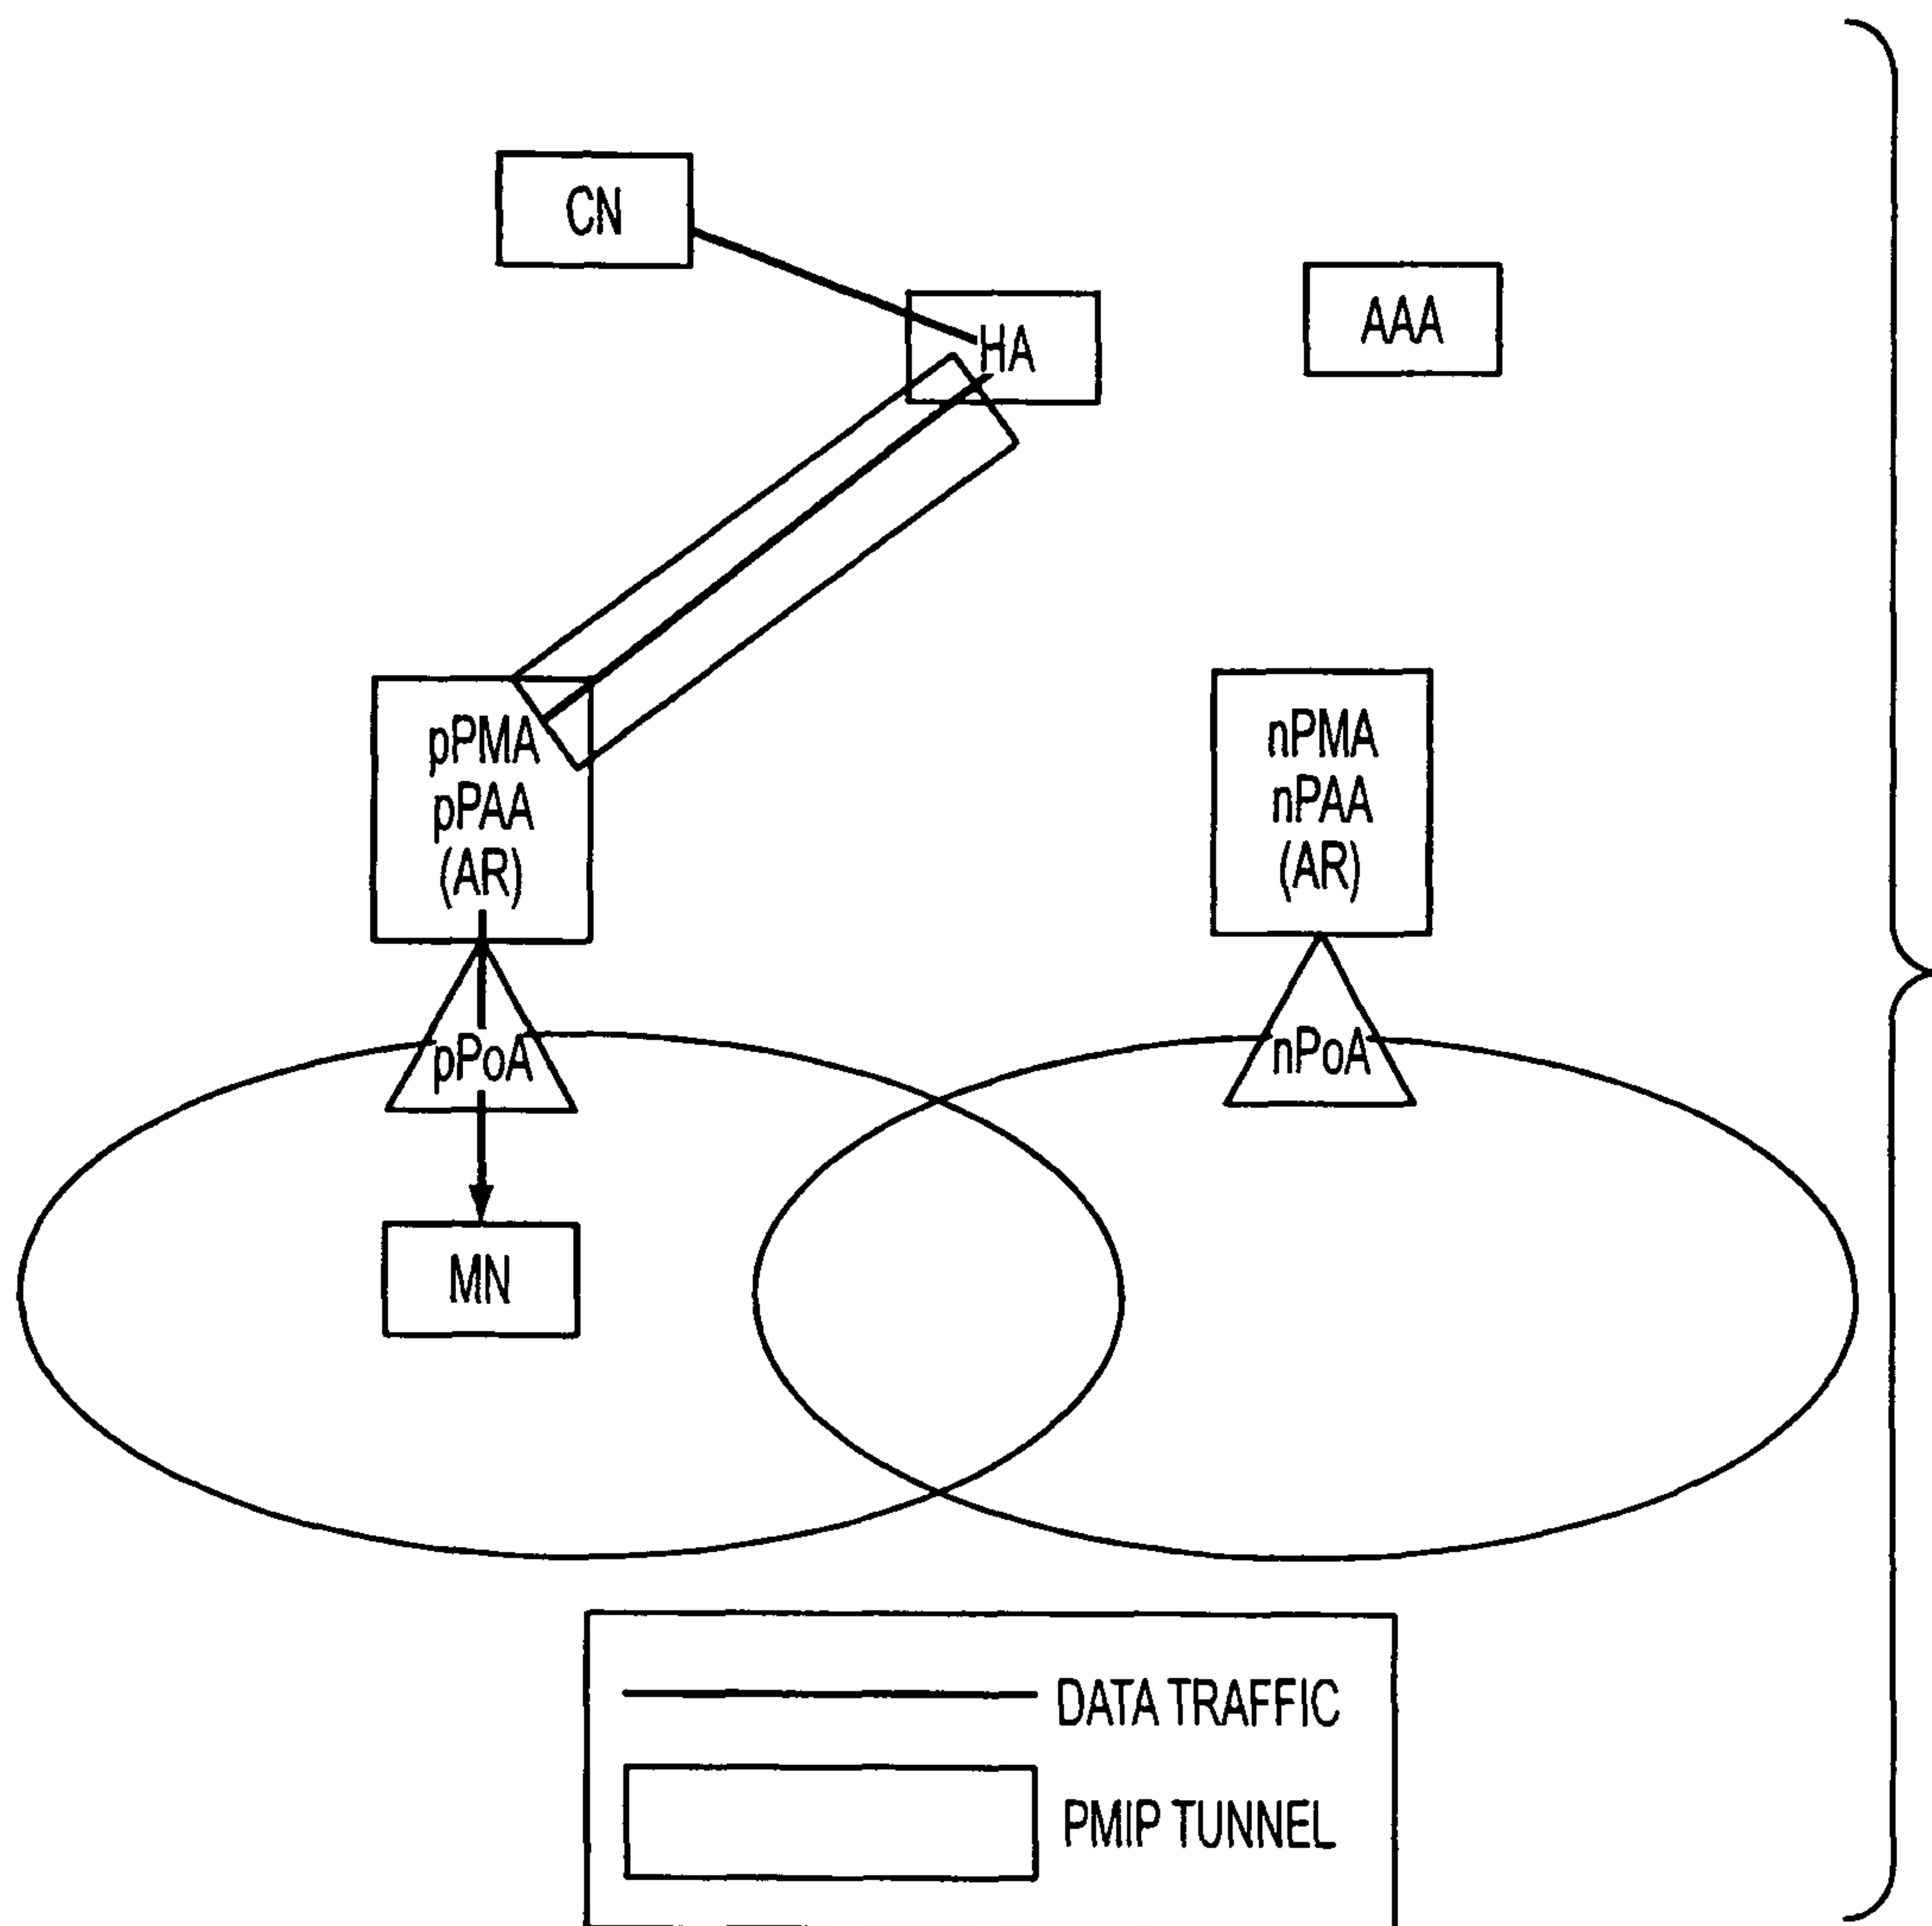 CN
HA
AAA
pPMA
pPAA
(AR)
nPMA
nPAA
(AR)
pPoA
nPoA
MN
DATA TRAFFIC
PMIP TUNNEL